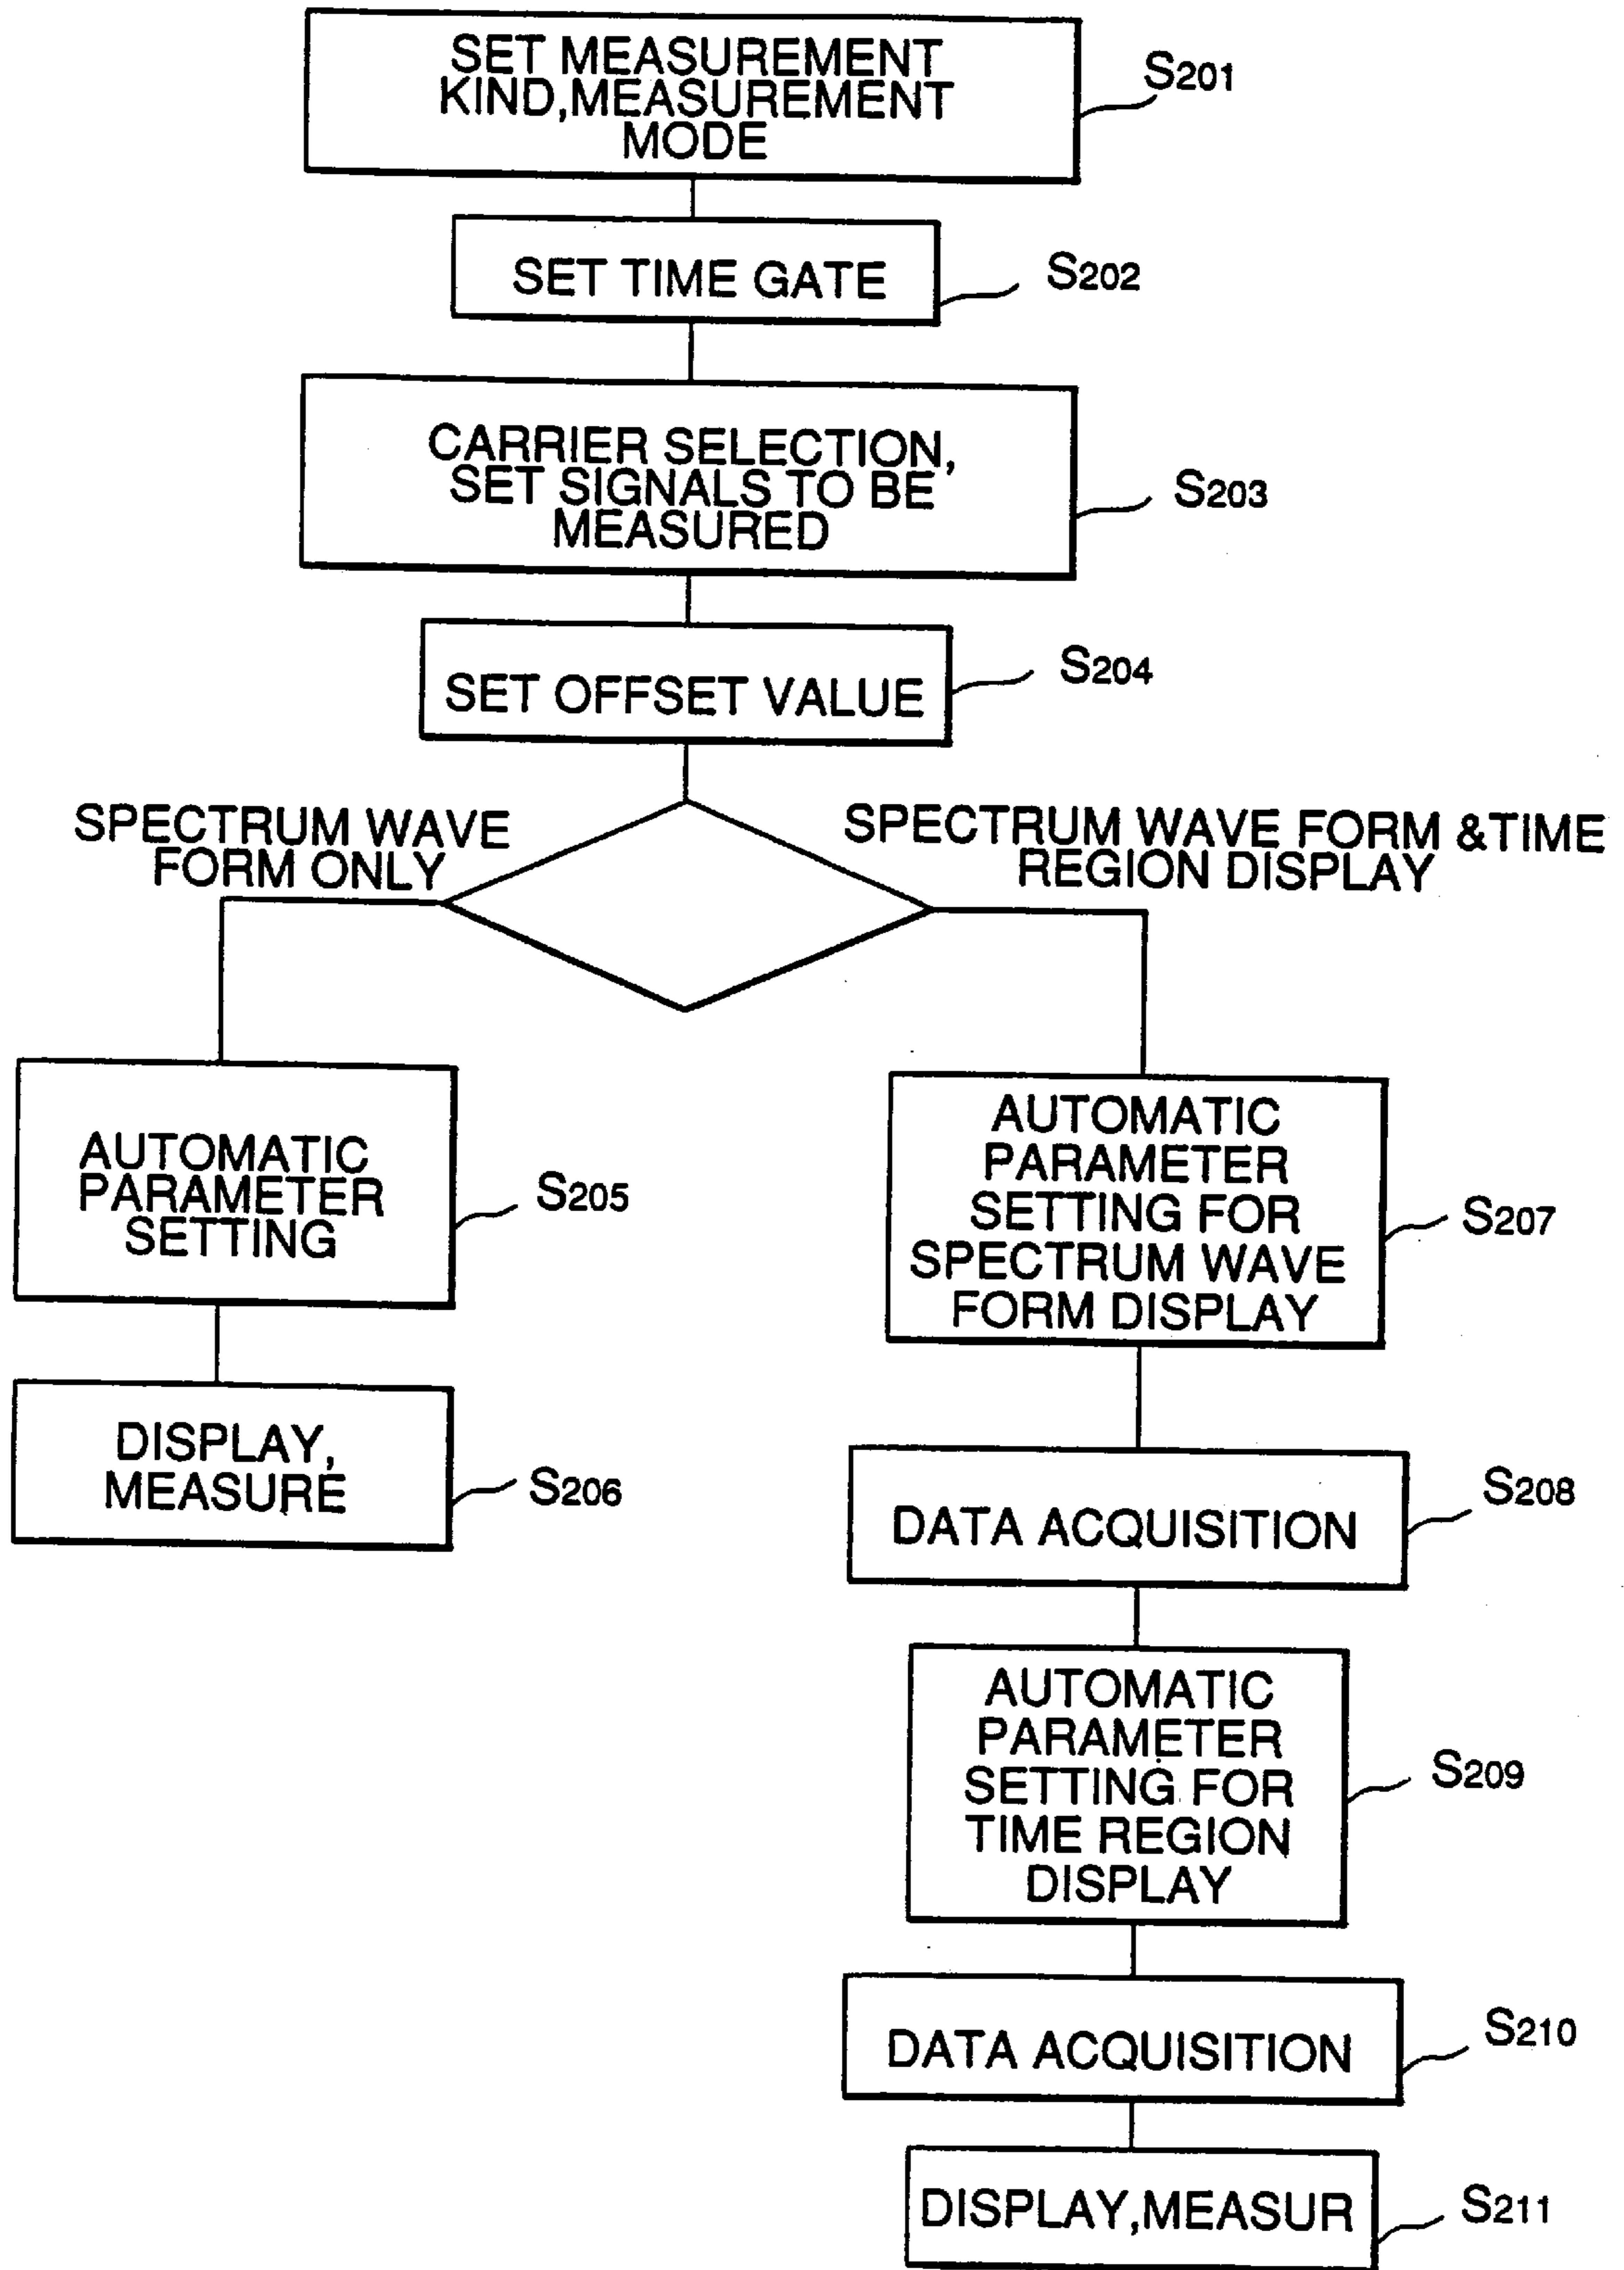 SET MEASUREMENT
KIND,MEASUREMENT
MODE
S201
SET TIME GATE
S202
CARRIER SELECTION,
SET SIGNALS TO BE
MEASURED
S203
SET OFFSET VALUE
S204
SPECTRUM WAVE
FORM ONLY
SPECTRUM WAVE FORM &TIME
REGION DISPLAY
AUTOMATIC
PARAMETER
SETTING
S205
DISPLAY,
MEASURE
S206
AUTOMATIC
PARAMETER
SETTING FOR
SPECTRUM WAVE
FORM DISPLAY
S207
DATA ACQUISITION
S208
AUTOMATIC
PARAMETER
SETTING FOR
TIME REGION
DISPLAY
S209
DATA ACQUISITION
S210
DISPLAY,MEASUR
S211